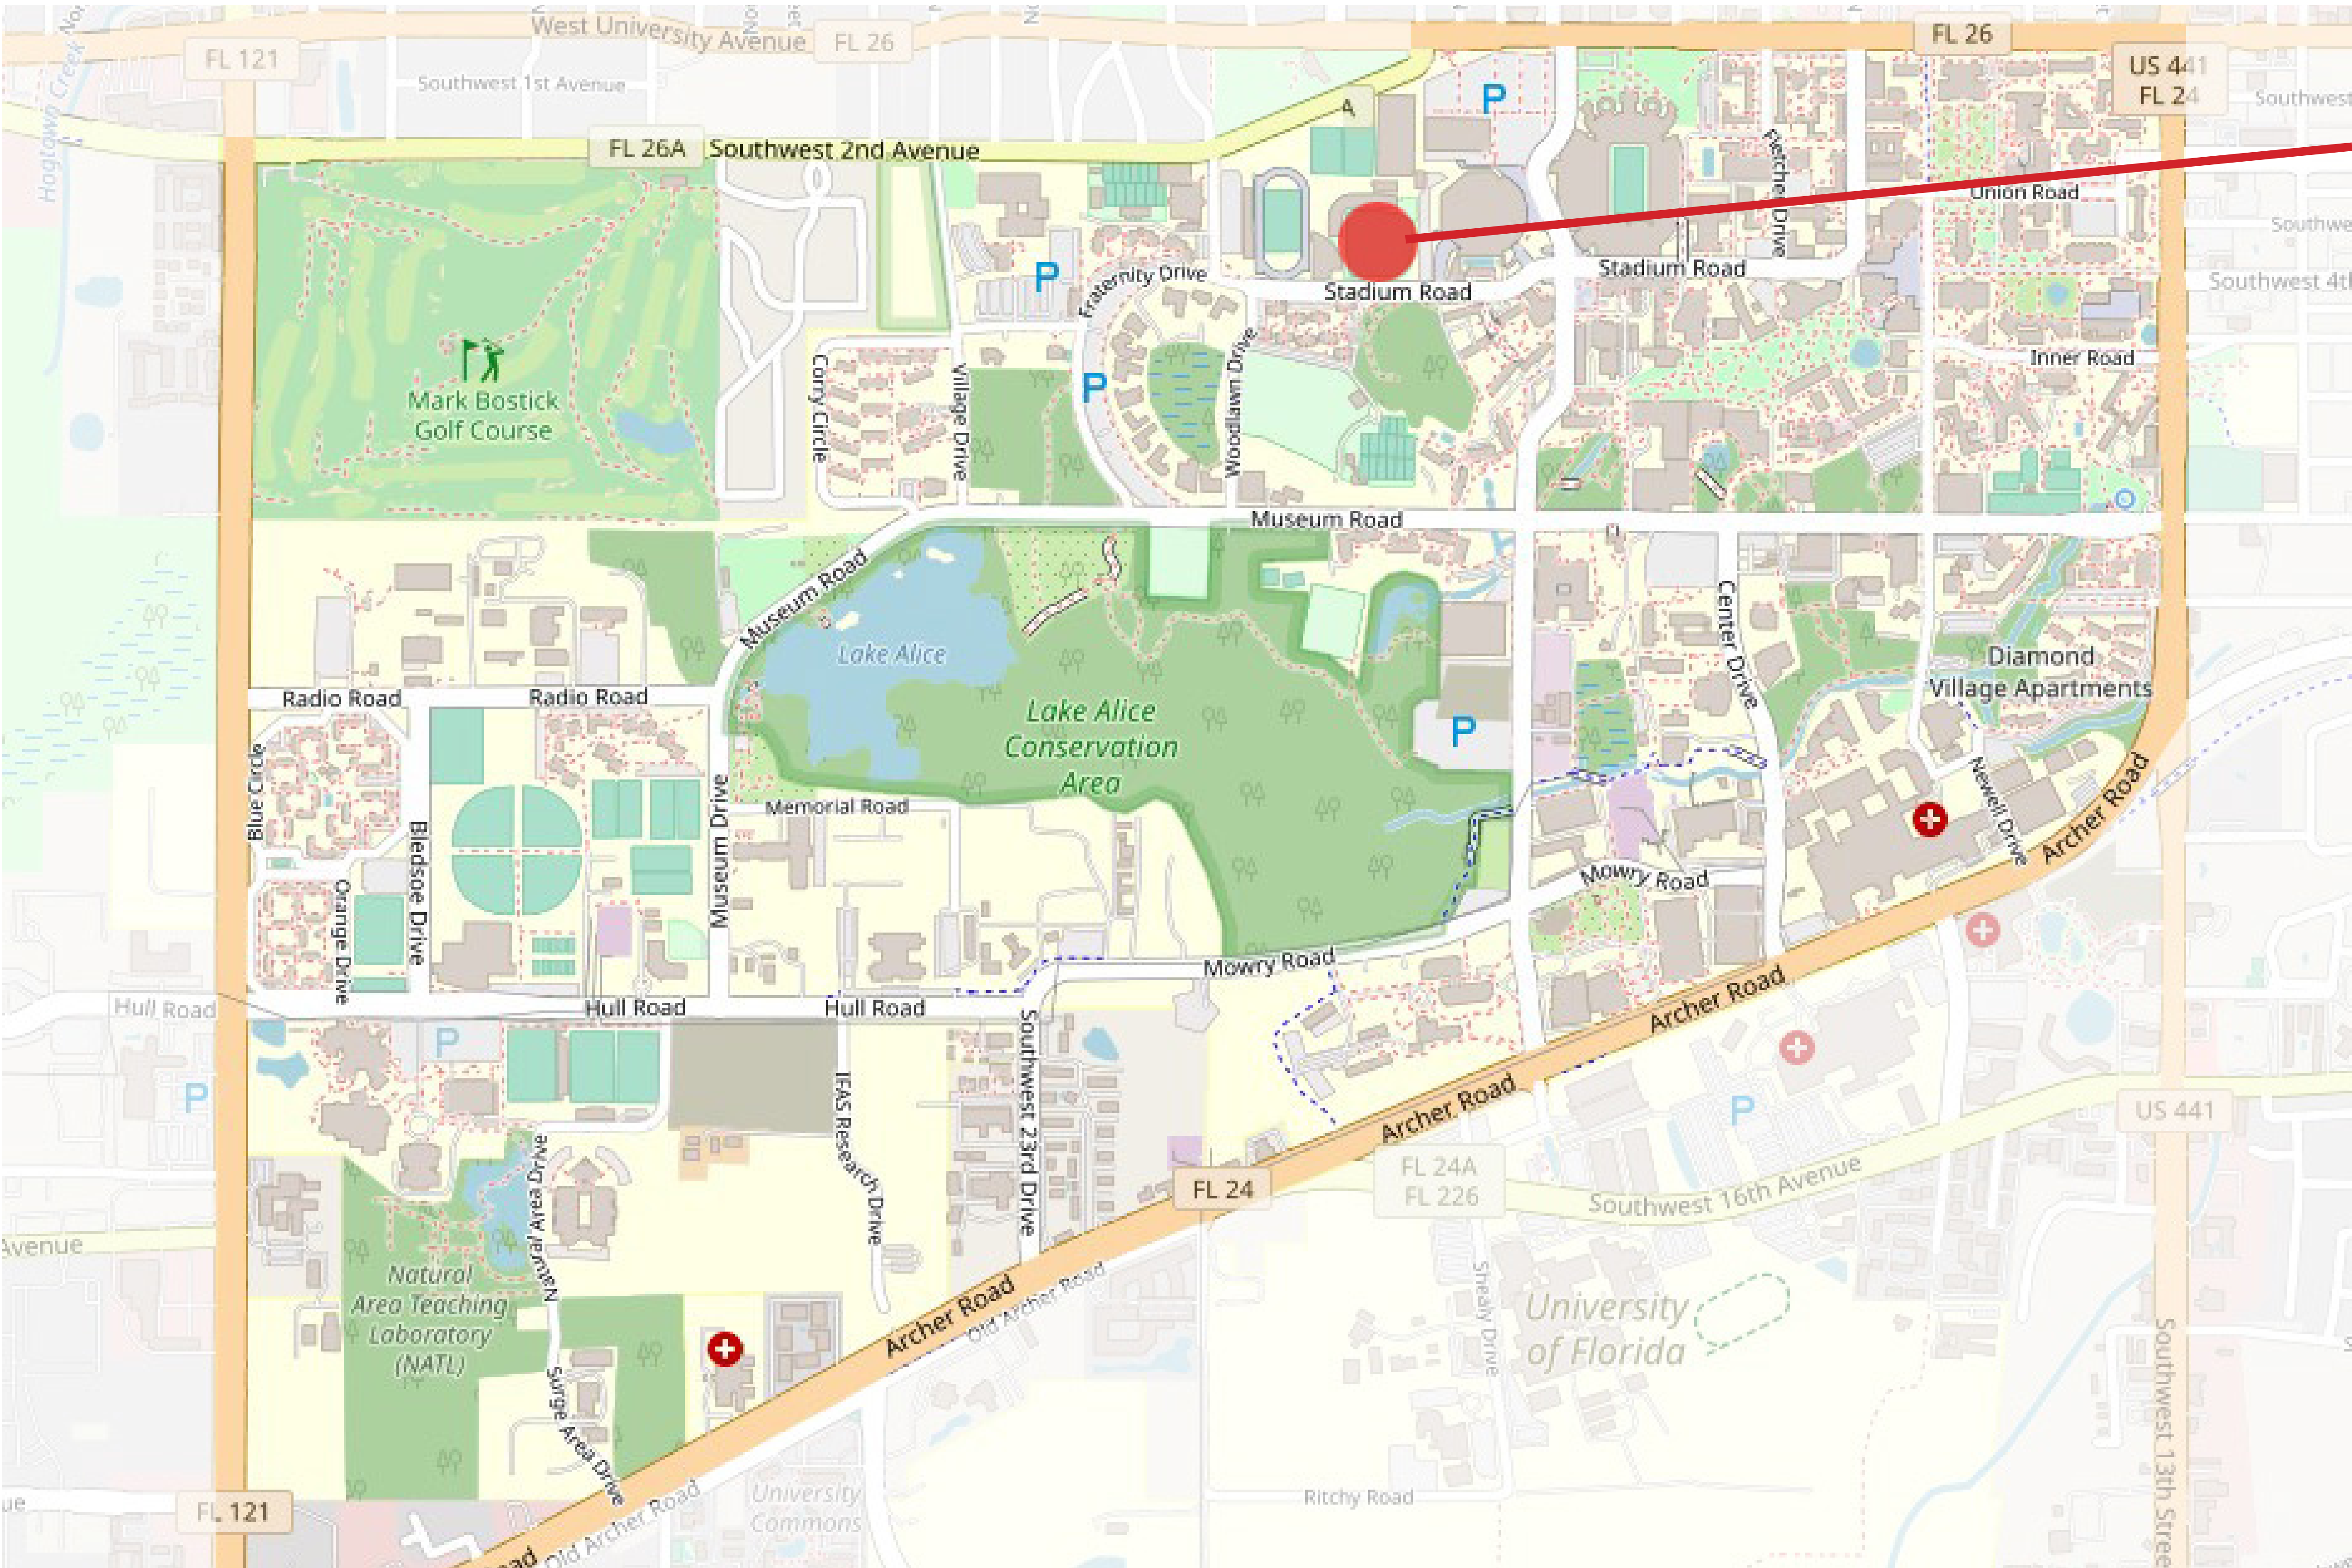 West University Avenue
FL 26
FL 26
FL 121
US 441
FL 24
Southwest 1st Avenue
Hogtown Creek
A
P
FL 26A
Southwest 2nd Avenue
Fletcher Drive
Union Road
Southwest
Southwe
Southwest 4th
Stadium Road
Stadium Road
Fraternity Drive
P
P
Inner Road
Mark Bostick
Golf Course
Corry Circle
Village Drive
Woodlawn Drive
Museum Road
Museum Road
Lake Alice
Lake Alice
Conservation
Area
Center Drive
Diamond
Village Apartments
P
Radio Road
Radio Road
Blue Circle
Bledsoe Drive
Orange Drive
Museum Drive
Memorial Road
Newell Drive
Archer Road
Mowry Road
Mowry Road
Archer Road
Hull Road
Hull Road
Hull Road
P
P
P
Southwest 23rd Drive
IFAS Research Drive
Archer Road
US 441
FL 24
FL 24A
FL 226
Southwest 16th Avenue
Avenue
Natural Area Drive
Natural
Area Teaching
Laboratory
(NATL)
Surge Area Drive
Archer Road
Old Archer Road
Shealy Drive
University
of Florida
Southwest 13th Stree
Ritchy Road
FL 121
University
Commons
Old Archer Road
oad
ue